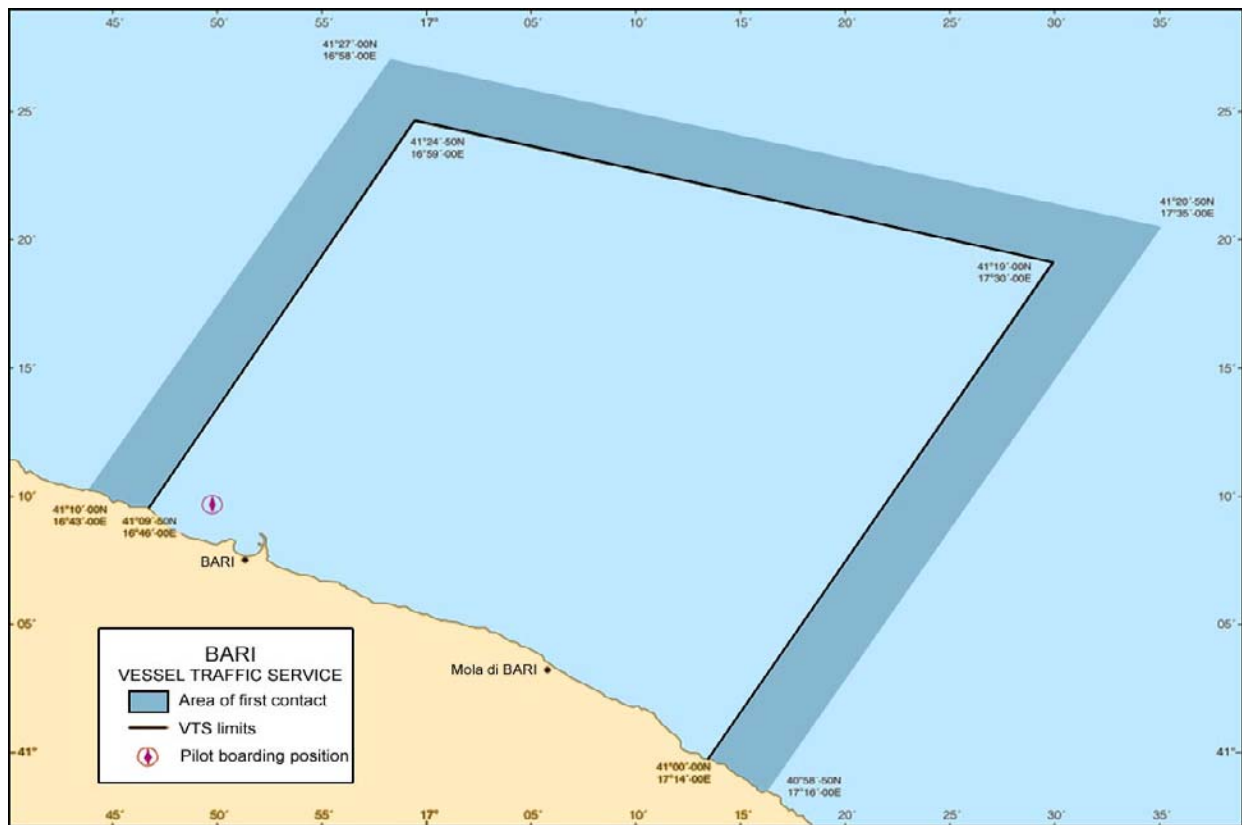 45´ 50´ 55´ 17° 05´ 10´ 15´ 20´ 25´ 30´ 35´
41°27´-00N
16°58´-00E
25´ 25´
41°24´-50N
16°59´-00E
41°20´-50N
17°35´-00E
20´ 20´
41°19´-00N
17°30´-00E
15´ 15´
10´ 10´
41°10´-00N
16°43´-00E
41°09´-50N
16°46´-00E
BARI
05´ 05´
Mola di BARI
BARI
VESSEL TRAFFIC SERVICE
Area of first contact
VTS limits
Pilot boarding position
41° 41°
41°00´-00N
17°14´-00E
40°58´-50N
17°16´-00E
45´ 50´ 55´ 17° 05´ 10´ 15´ 20´ 25´ 30´ 35´